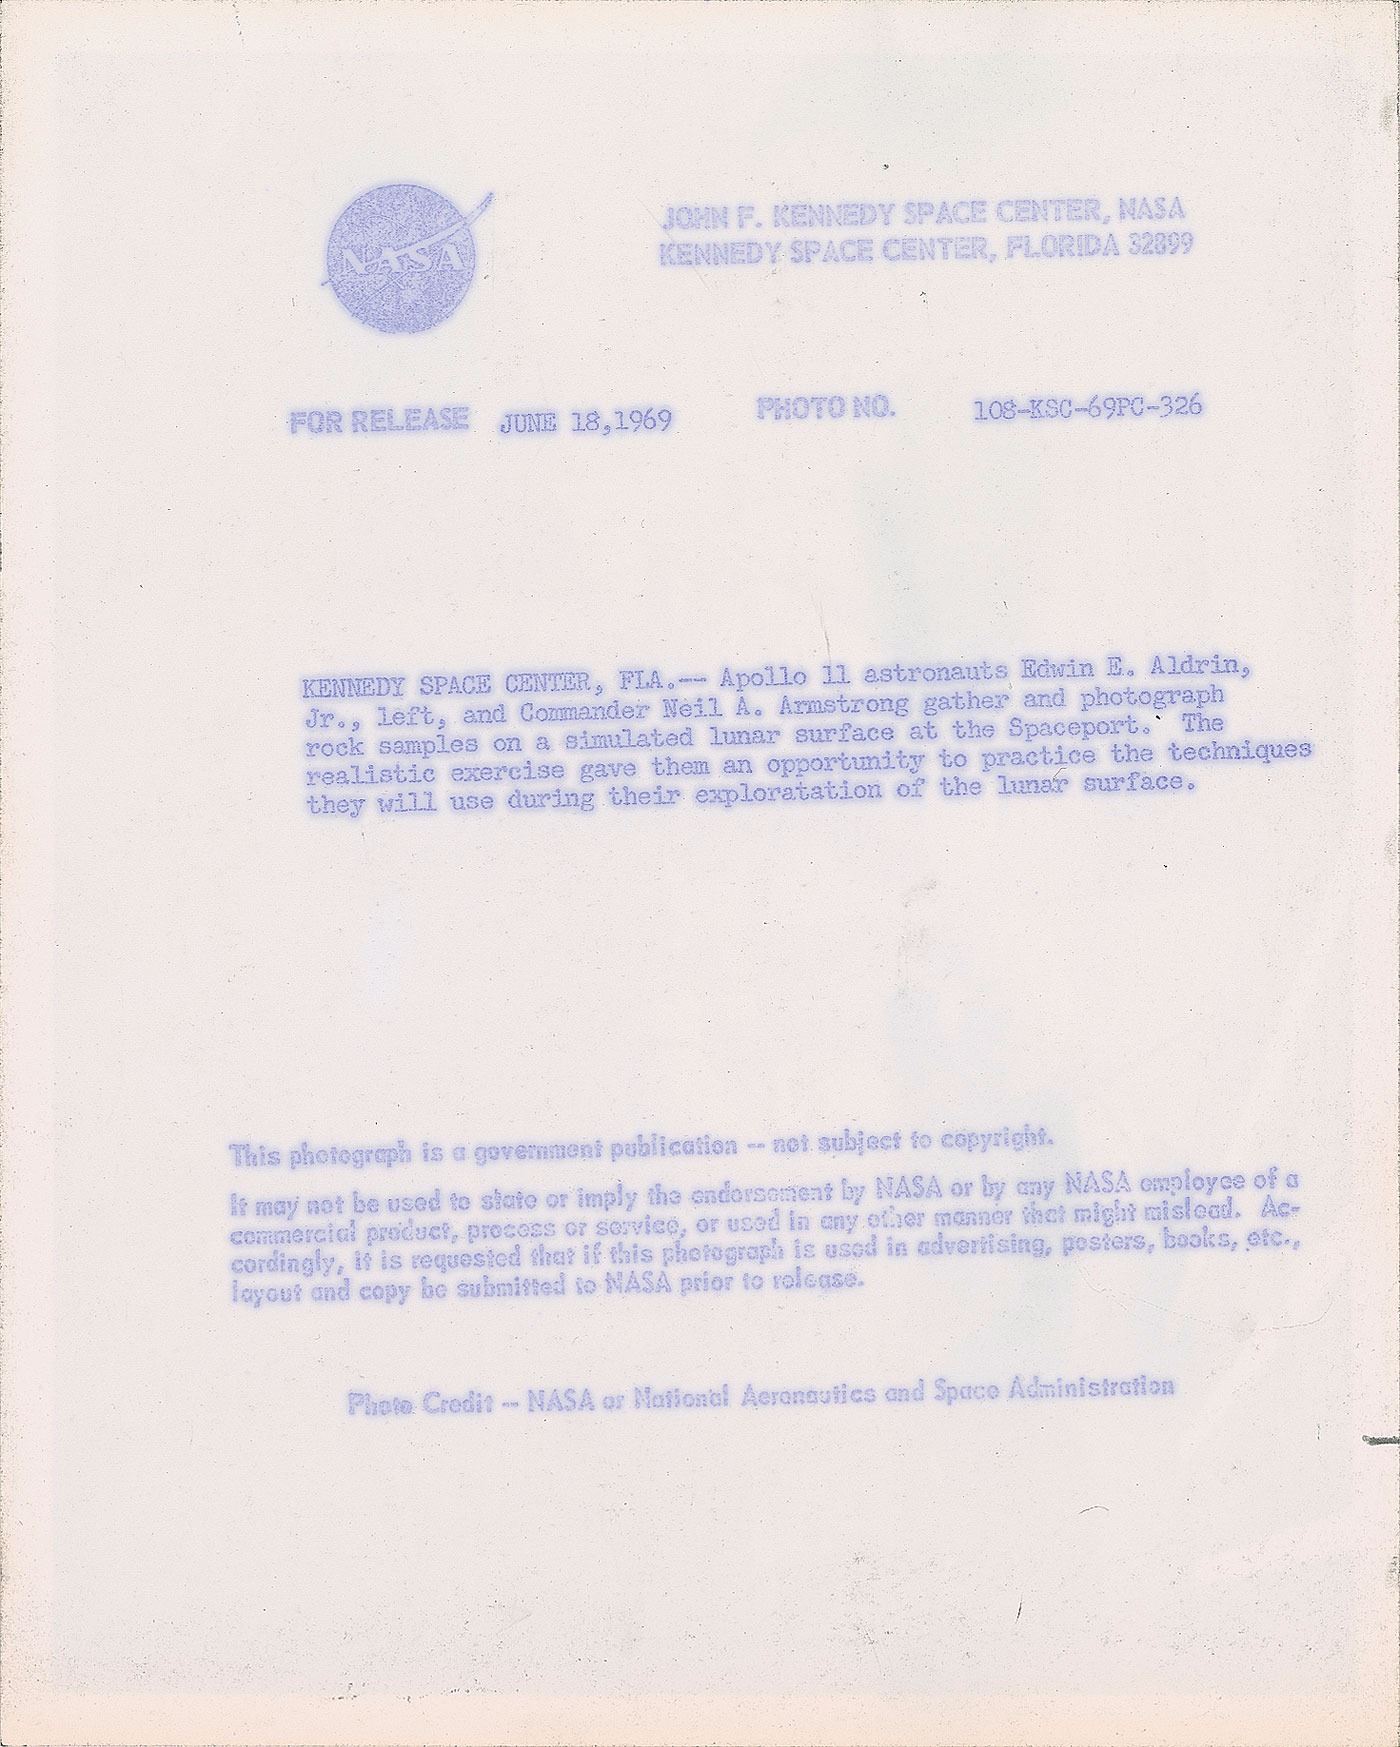 NASA
JOHN F. KENNEDY SPACE CENTER, NASA
KENNEDY SPACE CENTER, FLORIDA 32899
FOR RELEASE JUNE 18,1969 PHOTO NO. 108-KSC-69PC-326
KENNEDY SPACE CENTER, FLA.-- Apollo 11 astronauts Edwin E. Aldrin,
Jr., left, and Commander Neil A. Armstrong gather and photograph
rock samples on a simulated lunar surface at the Spaceport. The
realistic exercise gave them an opportunity to practice the techniques
they will use during their exploratation of the lunar surface.
This photograph is a government publication -- not subject to copyright.
It may not be used to state or imply the endorsement by NASA or by any NASA employee of a
commercial product, process or service, or used in any other manner that might mislead. Ac-
cordingly, it is requested that if this photograph is used in advertising, posters, books, etc.,
layout and copy be submitted to NASA prior to release.
Photo Credit -- NASA or National Aeronautics and Space Administration